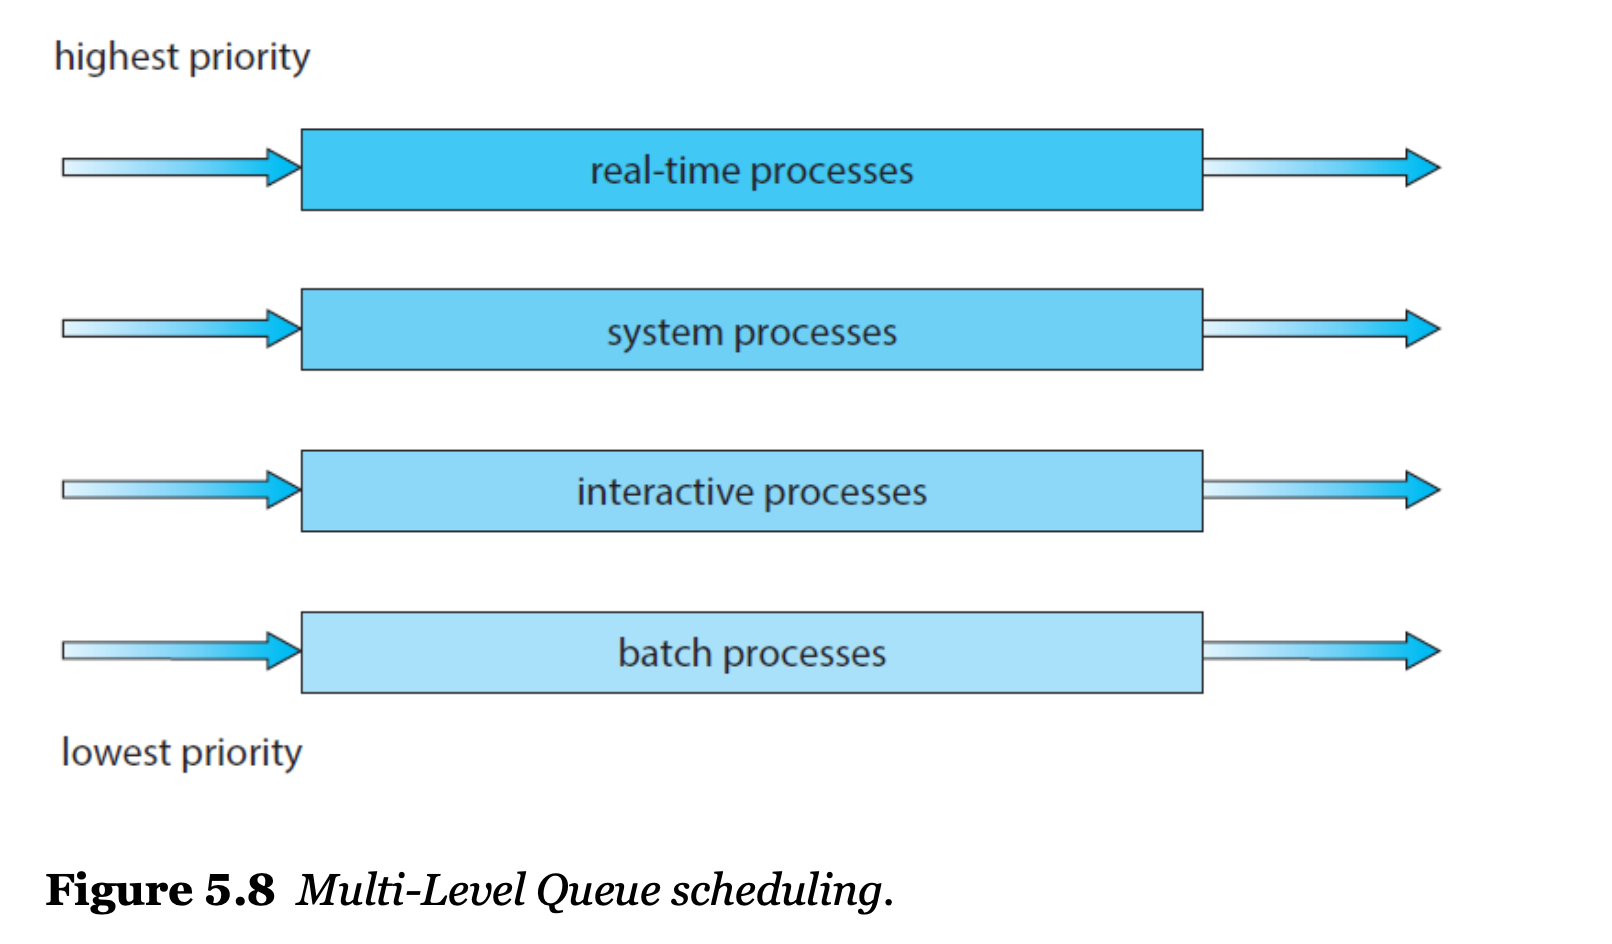 highest priority
real-time processes
system processes
interactive processes
batch processes
lowest priority
Figure 5.8 Multi-Level Queue scheduling.